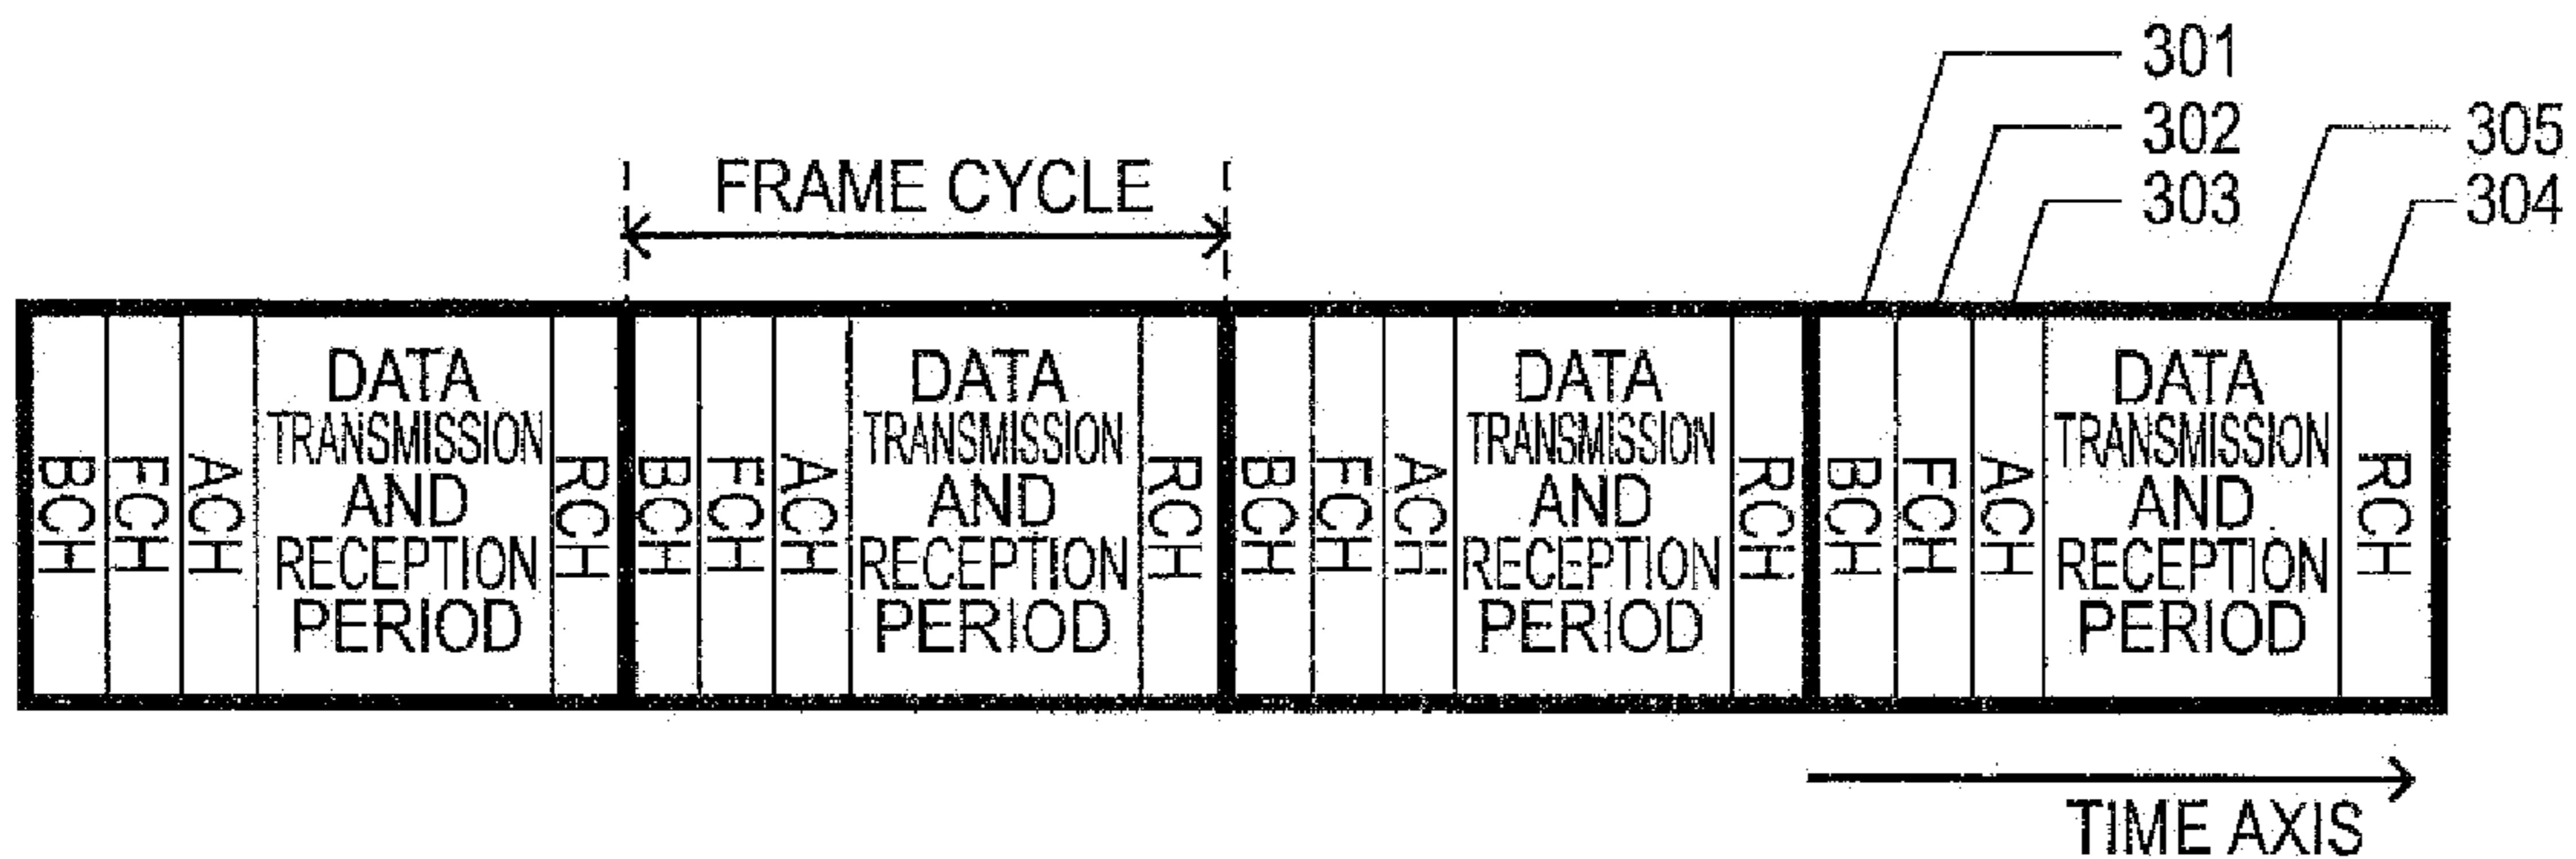 301
302
305
FRAME CYCLE
303
304
BCH
FCH
ACH
DATA
TRANSMISSION
AND
RECEPTION
PERIOD
RCH
BCH
FCH
ACH
DATA
TRANSMISSION
AND
RECEPTION
PERIOD
RCH
BCH
FCH
ACH
DATA
TRANSMISSION
AND
RECEPTION
PERIOD
RCH
BCH
FCH
ACH
DATA
TRANSMISSION
AND
RECEPTION
PERIOD
RCH
TIME AXIS